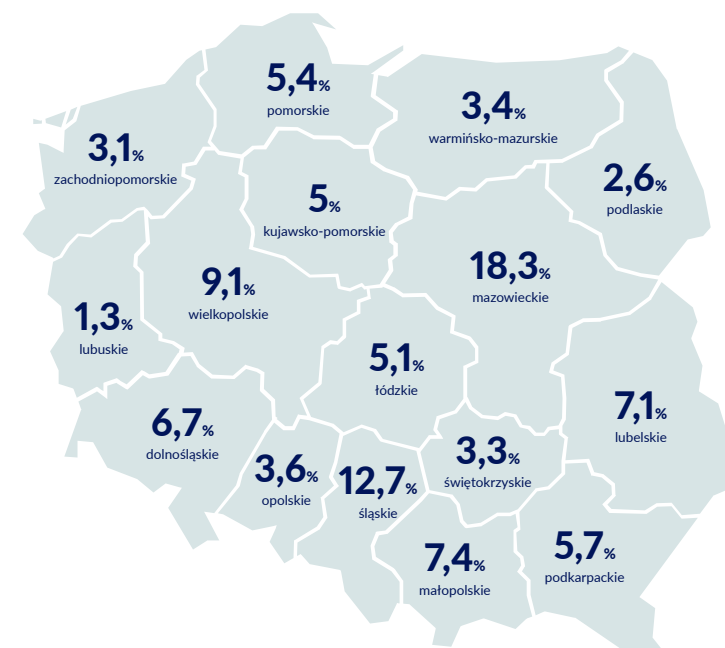 5,4%
pomorskie
3,4%
warmińsko-mazurskie
3,1%
zachodniopomorskie
2,6%
podlaskie
5%
kujawsko-pomorskie
18,3%
mazowieckie
9,1%
wielkopolskie
1,3%
lubuskie
5,1%
łódzkie
7,1%
lubelskie
6,7%
dolnośląskie
3,3%
świętokrzyskie
3,6%
opolskie
12,7%
śląskie
5,7%
podkarpackie
7,4%
małopolskie